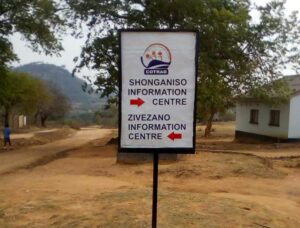 COTRAD
SHONGANISO
INFORMATION
CENTRE
ZIVEZANO
INFORMATION
CENTRE